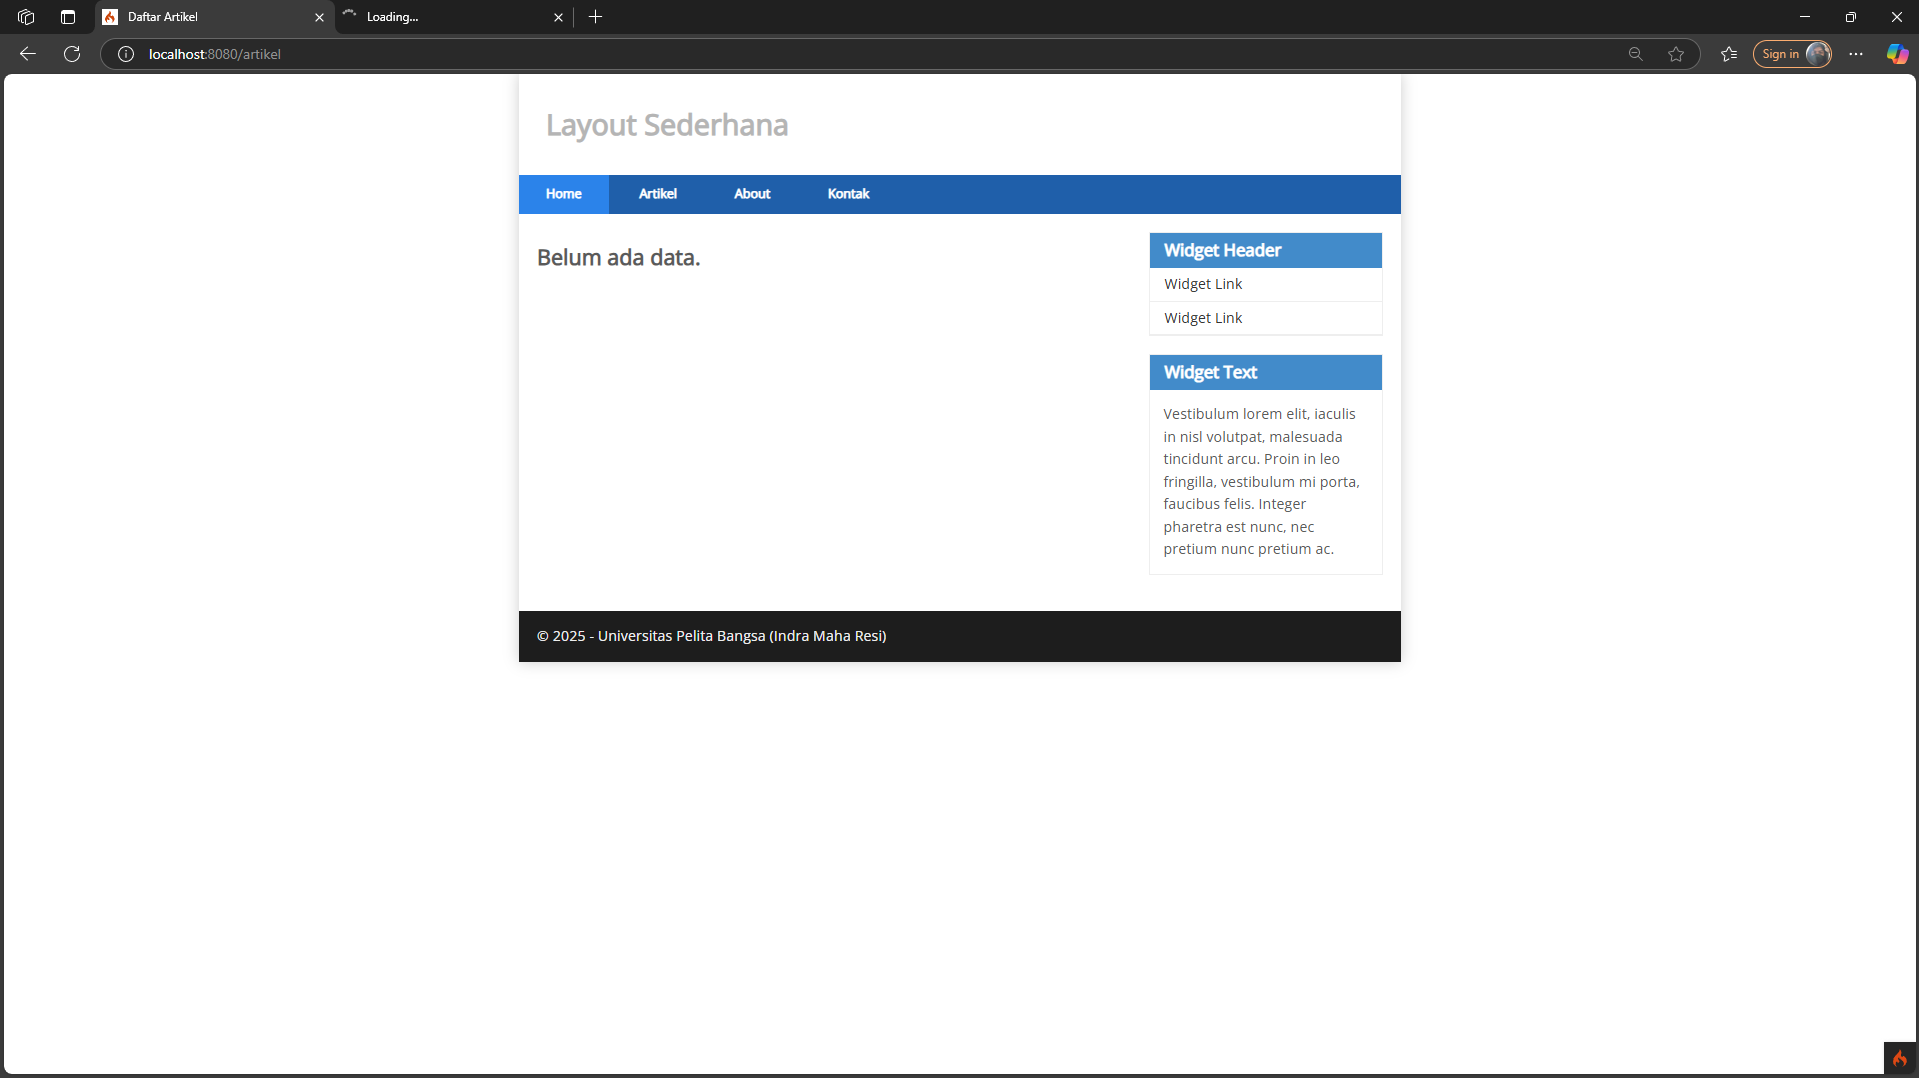 Daftar Artikel
Loading...
localhost:8080/artikel
Sign in
Layout Sederhana
Home Artikel About Kontak
Belum ada data.
Widget Header
Widget Link
Widget Link
Widget Text
Vestibulum lorem elit, iaculis
in nisl volutpat, malesuada
tincidunt arcu. Proin in leo
fringilla, vestibulum mi porta,
faucibus felis. Integer
pharetra est nunc, nec
pretium nunc pretium ac.
© 2025 - Universitas Pelita Bangsa (Indra Maha Resi)